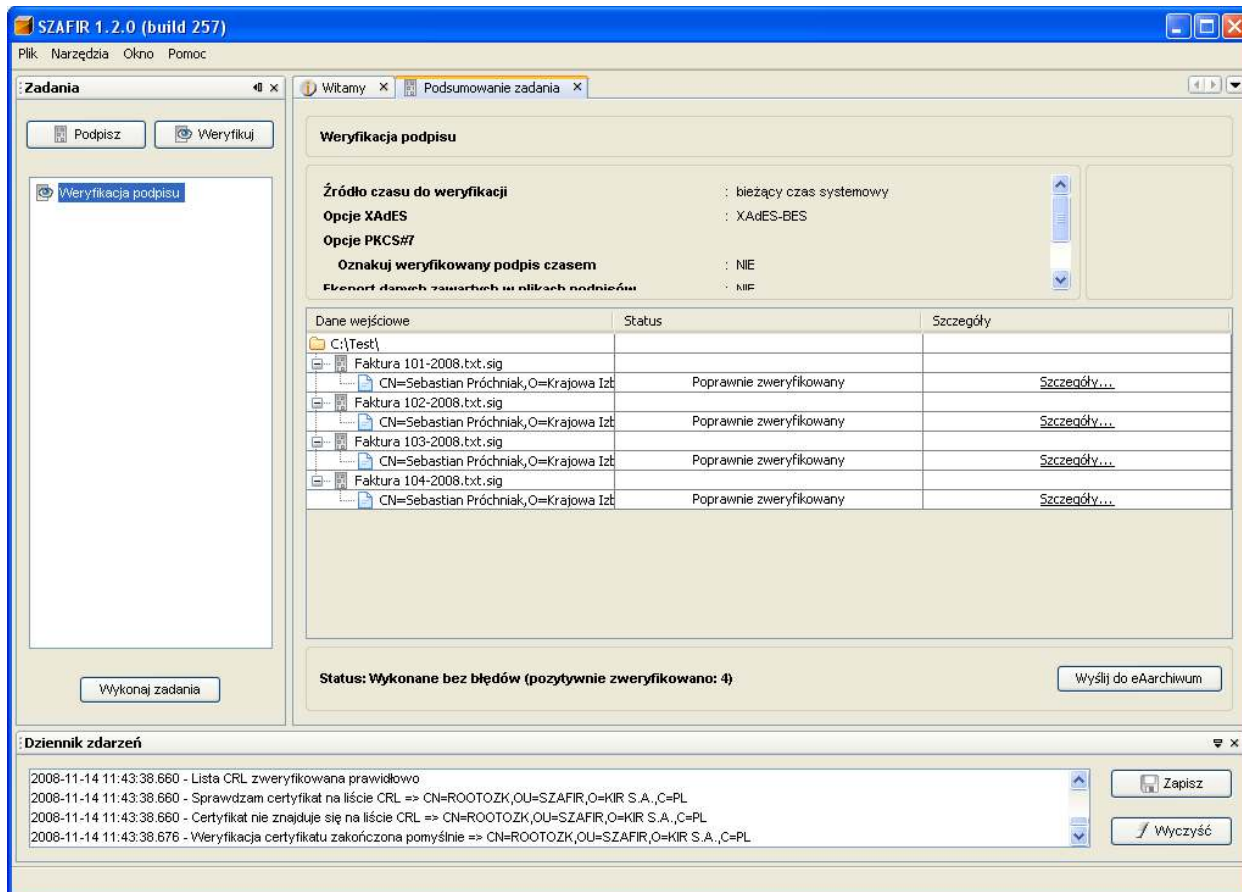 SZAFIR 1.2.0 (build 257)
Plik Narzędzia Okno Pomoc
Zadania
Podpisz Weryfikuj
Weryfikacja podpisu
Wykonaj zadania
Witamy Podsumowanie zadania
Weryfikacja podpisu
Źródło czasu do weryfikacji : bieżący czas systemowy
Opcje XAdES : XAdES-BES
Opcje PKCS#7
Oznakuj weryfikowany podpis czasem : NIE
Eksport danych zawartych w plikach podpisów : NIE
Dane wejściowe Status Szczegóły
C:\Test\
Faktura 101-2008.txt.sig
CN=Sebastian Próchniak,O=Krajowa Izb Poprawnie zweryfikowany Szczegóły...
Faktura 102-2008.txt.sig
CN=Sebastian Próchniak,O=Krajowa Izb Poprawnie zweryfikowany Szczegóły...
Faktura 103-2008.txt.sig
CN=Sebastian Próchniak,O=Krajowa Izb Poprawnie zweryfikowany Szczegóły...
Faktura 104-2008.txt.sig
CN=Sebastian Próchniak,O=Krajowa Izb Poprawnie zweryfikowany Szczegóły...
Status: Wykonane bez błędów (pozytywnie zweryfikowano: 4)
Wyślij do eAarchiwum
Dziennik zdarzeń
2008-11-14 11:43:38.660 - Lista CRL zweryfikowana prawidłowo
2008-11-14 11:43:38.660 - Sprawdzam certyfikat na liście CRL => CN=ROOTOZK,OU=SZAFIR,O=KIR S.A.,C=PL
2008-11-14 11:43:38.660 - Certyfikat nie znajduje się na liście CRL => CN=ROOTOZK,OU=SZAFIR,O=KIR S.A.,C=PL
2008-11-14 11:43:38.676 - Weryfikacja certyfikatu zakończona pomyślnie => CN=ROOTOZK,OU=SZAFIR,O=KIR S.A.,C=PL
Zapisz
Wyczyść